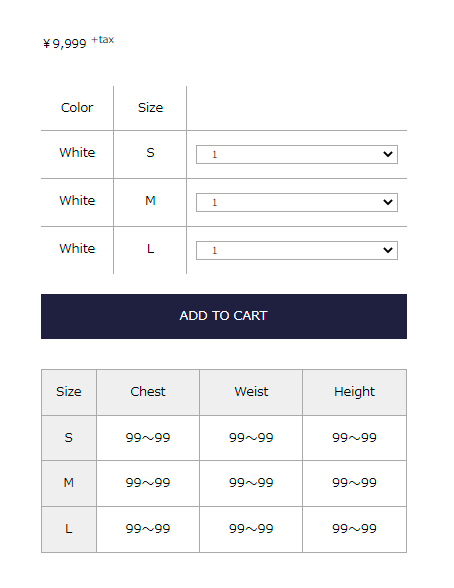 ¥9,999 +tax
Color Size
White S 1
White M 1
White L 1
ADD TO CART
Size Chest Weist Height
S 99〜99 99〜99 99〜99
M 99〜99 99〜99 99〜99
L 99〜99 99〜99 99〜99